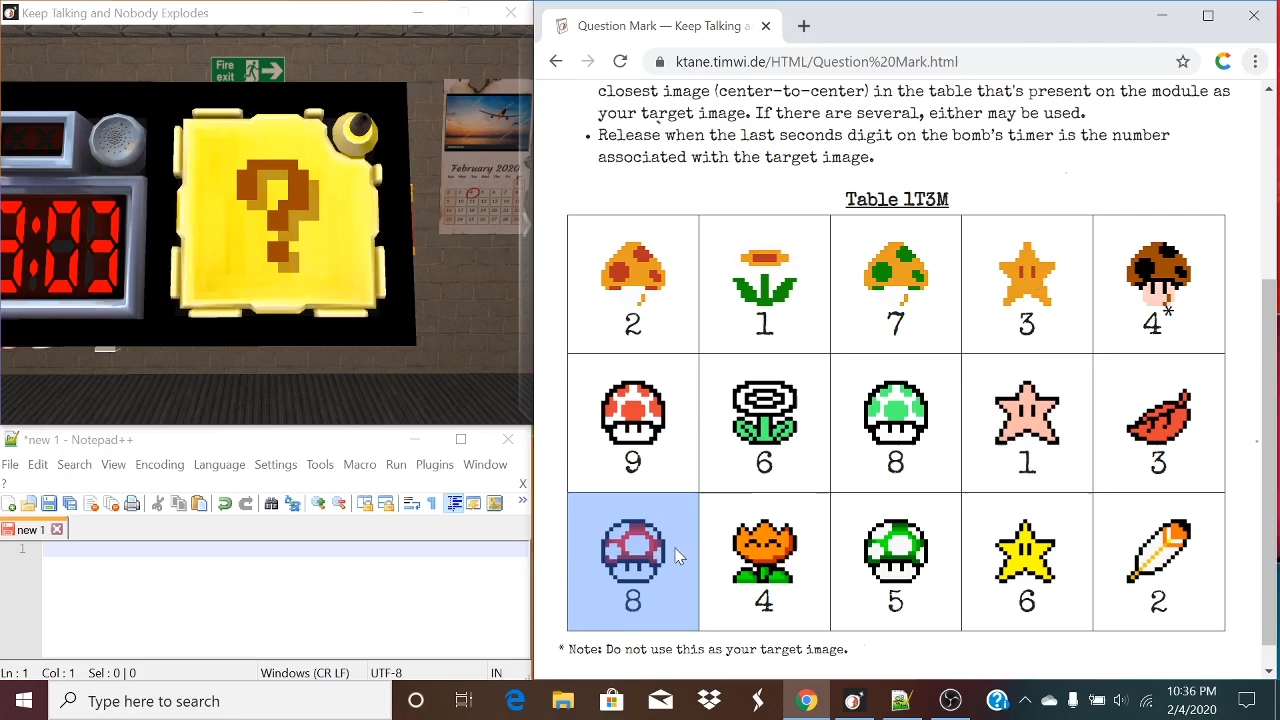 Keep Talking and Nobody Explodes
Fire
exit
February 2020
3:03
*new 1 - Notepad++
File Edit Search View Encoding Language Settings Tools Macro Run Plugins Window
?
X
new 1
1
Ln : 1 Col : 1 Sel : 0 | 0 Windows (CR LF) UTF-8 IN
Question Mark — Keep Talking a
ktane.timwi.de/HTML/Question%20Mark.html
closest image (center-to-center) in the table that's present on the module as
your target image. If there are several, either may be used.
• Release when the last seconds digit on the bomb's timer is the number
associated with the target image.
Table 1T3M
2 1 7 3 4*
9 6 8 1 3
8 4 5 6 2
* Note: Do not use this as your target image.
Type here to search
10:36 PM
2/4/2020